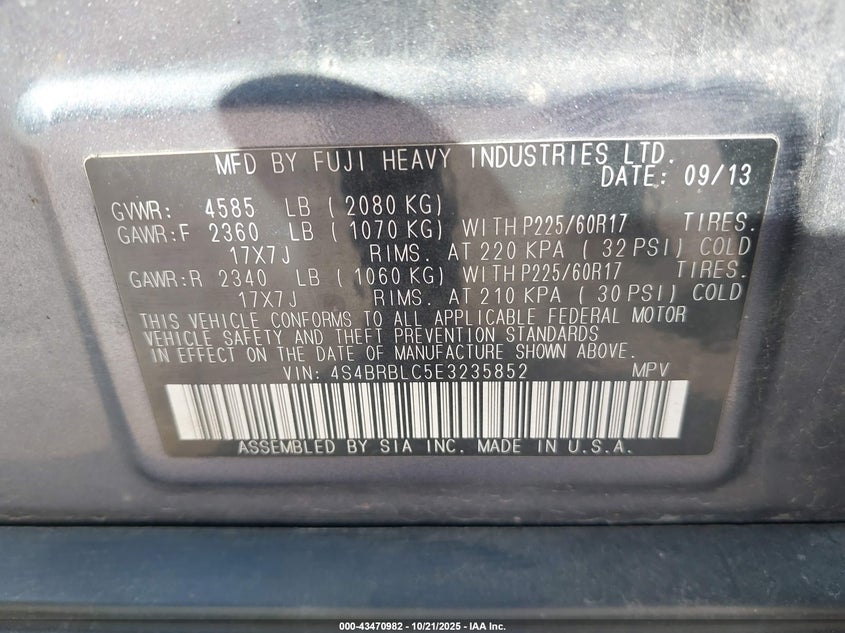 MFD BY FUJI HEAVY INDUSTRIES LTD.
DATE: 09/13
GVWR: 4585 LB ( 2080 KG)
GAWR:F 2360 LB ( 1070 KG) WITH P225/60R17 TIRES.
17X7J RIMS. AT 220 KPA ( 32 PSI) COLD
GAWR:R 2340 LB ( 1060 KG) WITH P225/60R17 TIRES.
17X7J RIMS. AT 210 KPA ( 30 PSI) COLD
THIS VEHICLE CONFORMS TO ALL APPLICABLE FEDERAL MOTOR
VEHICLE SAFETY AND THEFT PREVENTION STANDARDS
IN EFFECT ON THE DATE OF MANUFACTURE SHOWN ABOVE.
VIN: 4S4BRBLC5E3235852 MPV
ASSEMBLED BY SIA INC. MADE IN U.S.A.
000-43470982 - 10/21/2025 - IAA Inc.